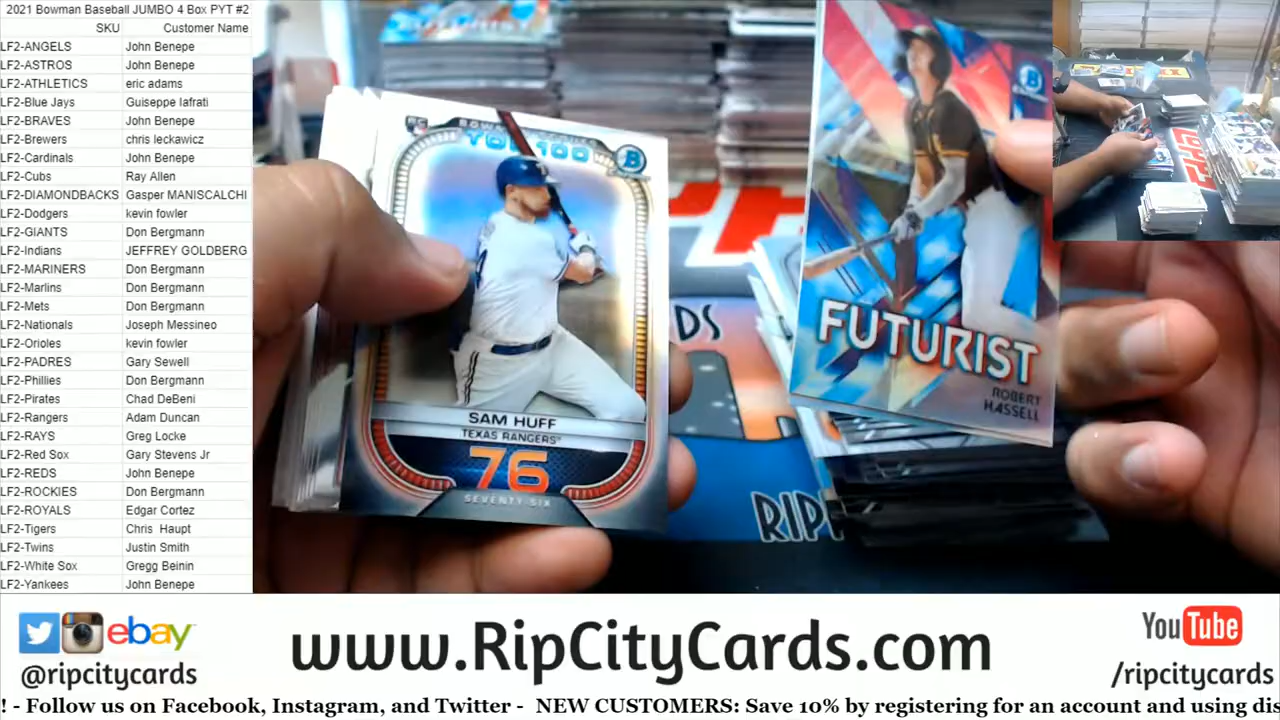 2021 Bowman Baseball JUMBO 4 Box PYT #2
SKU Customer Name
LF2-ANGELS John Benepe
LF2-ASTROS John Benepe
LF2-ATHLETICS eric adams
LF2-Blue Jays Guiseppe Iafrati
LF2-BRAVES John Benepe
LF2-Brewers chris leckawicz
LF2-Cardinals John Benepe
LF2-Cubs Ray Allen
LF2-DIAMONDBACKS Gasper MANISCALCHI
LF2-Dodgers kevin fowler
LF2-GIANTS Don Bergmann
LF2-Indians JEFFREY GOLDBERG
LF2-MARINERS Don Bergmann
LF2-Marlins Don Bergmann
LF2-Mets Don Bergmann
LF2-Nationals Joseph Messineo
LF2-Orioles kevin fowler
LF2-PADRES Gary Sewell
LF2-Phillies Don Bergmann
LF2-Pirates Chad DeBeni
LF2-Rangers Adam Duncan
LF2-RAYS Greg Locke
LF2-Red Sox Gary Stevens Jr
LF2-REDS John Benepe
LF2-ROCKIES Don Bergmann
LF2-ROYALS Edgar Cortez
LF2-Tigers Chris Haupt
LF2-Twins Justin Smith
LF2-White Sox Gregg Beinin
LF2-Yankees John Benepe
RC
B
SAM HUFF
TEXAS RANGERS
76
SEVENTY-SIX
FUTURIST
ROBERT
HASSELL
DS
RIP
ebay
@ripcitycards
www.RipCityCards.com
YouTube
/ripcitycards
! - Follow us on Facebook, Instagram, and Twitter - NEW CUSTOMERS: Save 10% by registering for an account and using dis